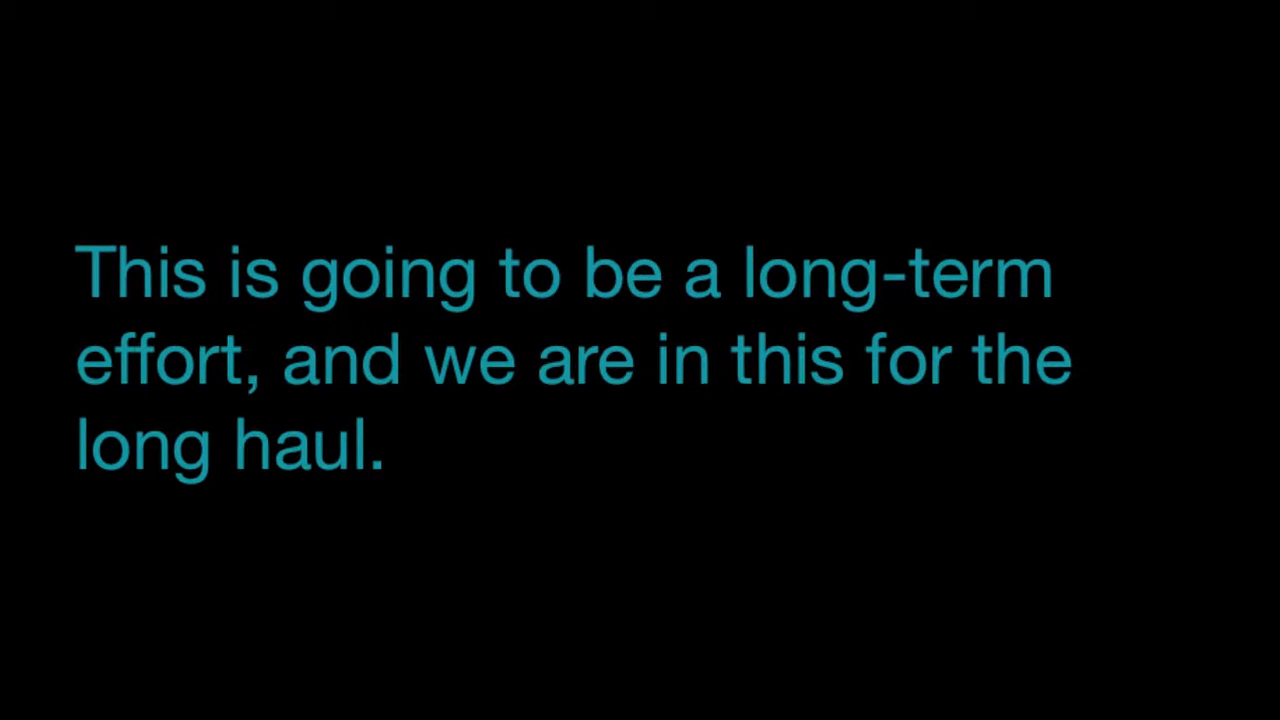 This is going to be a long-term
effort, and we are in this for the
long haul.